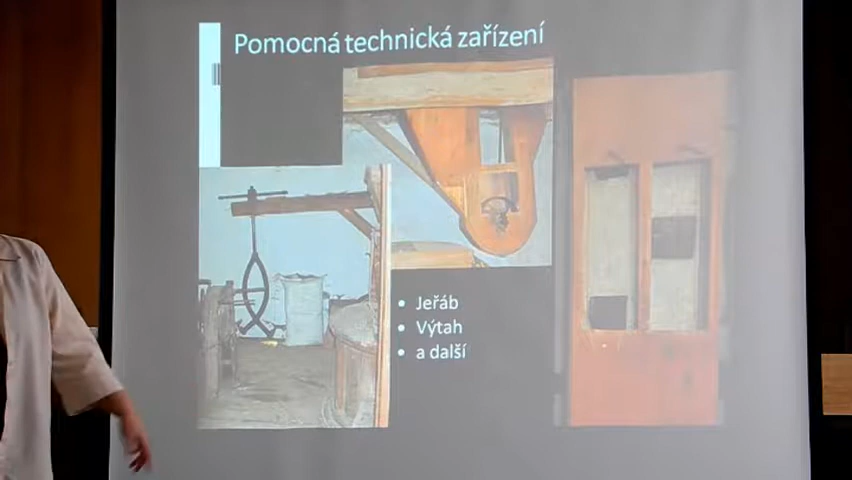 Pomocná technická zařízení
• Jeřáb
• Výtah
• a další